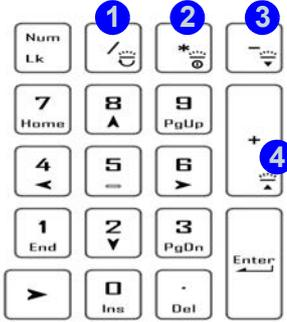 1 2 3
Num / * -
Lk
7 8 9
Home PgUp
+ 4
4 5 6
1 2 3
End PgDn
Enter
0 .
Ins Del